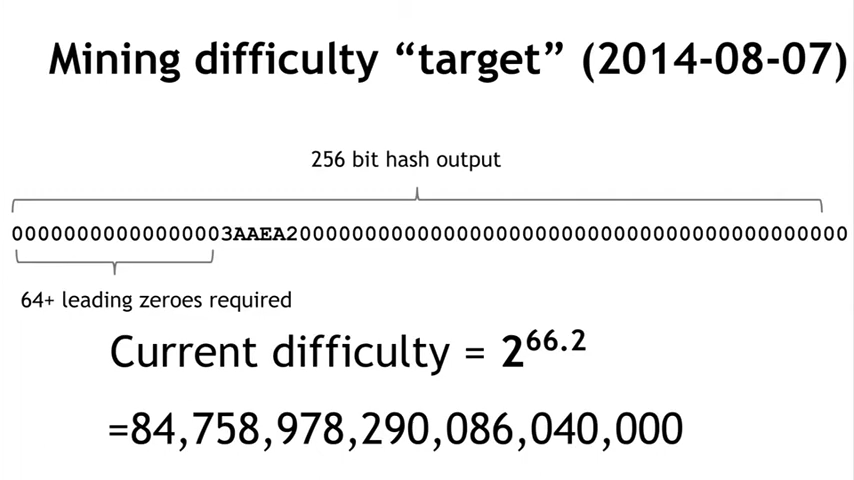 Mining difficulty “target” (2014-08-07)
256 bit hash output
00000000000000003AAEA2000000000000000000000000000000000000000000
64+ leading zeroes required
Current difficulty = 2^66.2
=84,758,978,290,086,040,000